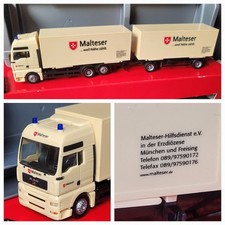 Malteser
...weil Nähe zählt.
Malteser
...weil Nähe zählt.
Malteser
Malteser-Hilfsdienst e.V.
in der Erzdiözese
München und Freising
Telefon 089/97590172
Telefax 089/97590176
www.malteser.de